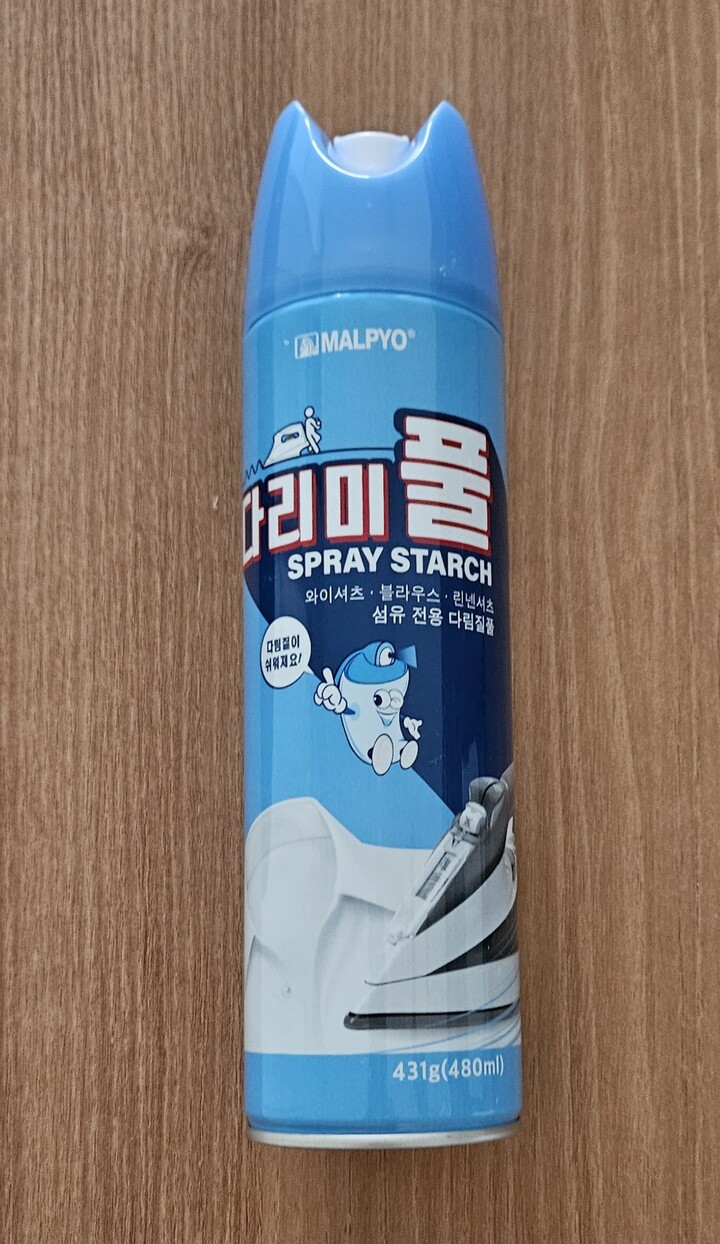 MALPYO®
다리미풀
SPRAY STARCH
와이셔츠 · 블라우스 · 린넨셔츠
섬유 전용 다림질풀
다림질이
쉬워져요!
431g(480ml)